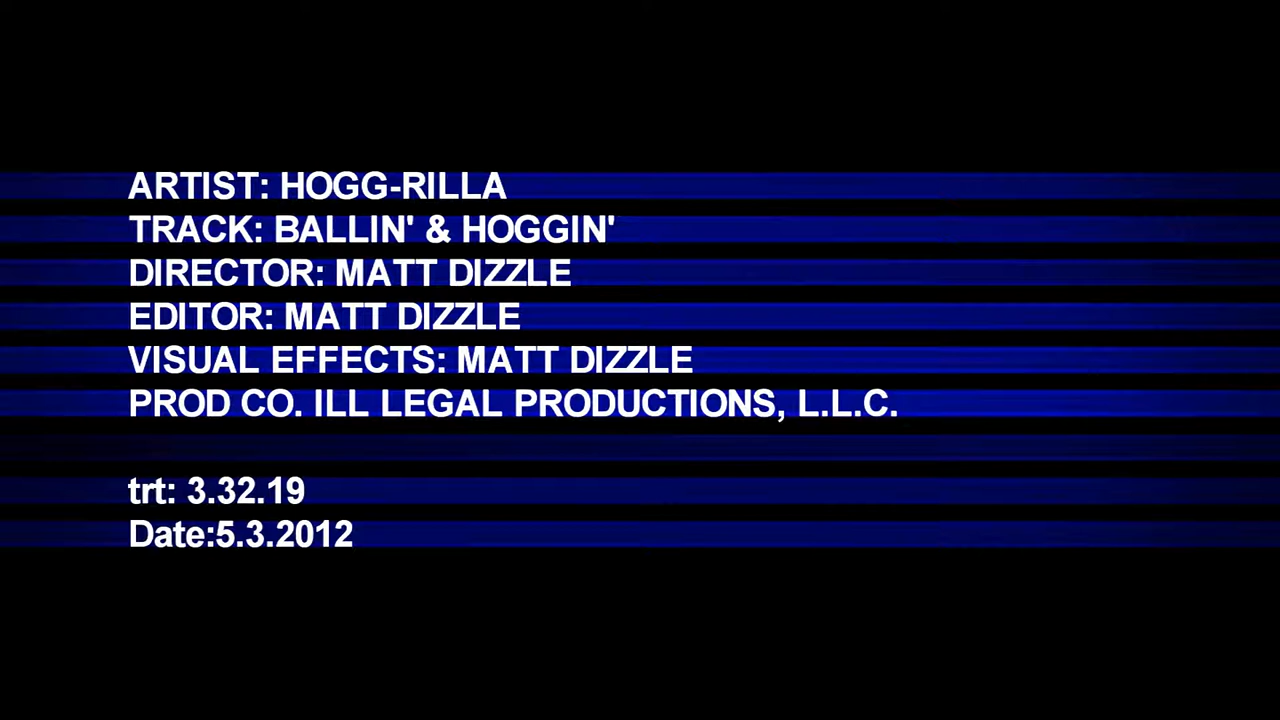 ARTIST: HOGG-RILLA
TRACK: BALLIN' & HOGGIN'
DIRECTOR: MATT DIZZLE
EDITOR: MATT DIZZLE
VISUAL EFFECTS: MATT DIZZLE
PROD CO. ILL LEGAL PRODUCTIONS, L.L.C.
trt: 3.32.19
Date:5.3.2012